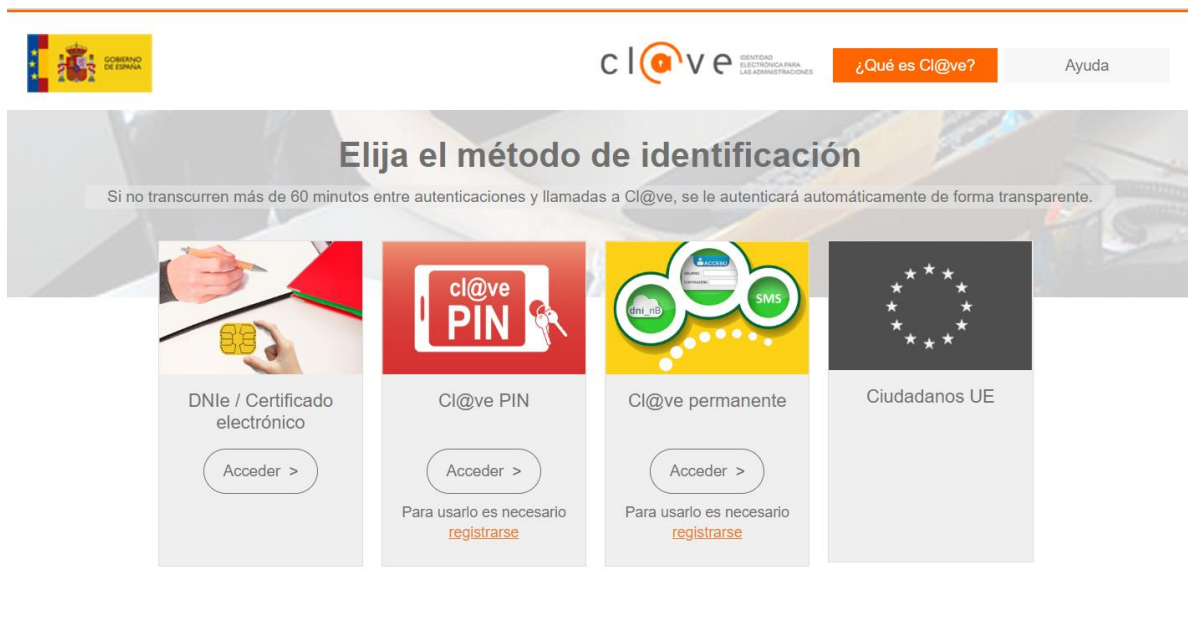 GOBIERNO
DE ESPAÑA
cl@ve
IDENTIDAD
ELECTRÓNICA PARA
LAS ADMINISTRACIONES
¿Qué es Cl@ve?
Ayuda
Elija el método de identificación
Si no transcurren más de 60 minutos entre autenticaciones y llamadas a Cl@ve, se le autenticará automáticamente de forma transparente.
cl@ve
PIN
ACCESO
dni_nB
SMS
DNIe / Certificado
electrónico
Acceder >
Cl@ve PIN
Acceder >
Para usarlo es necesario
registrarse
Cl@ve permanente
Acceder >
Para usarlo es necesario
registrarse
Ciudadanos UE